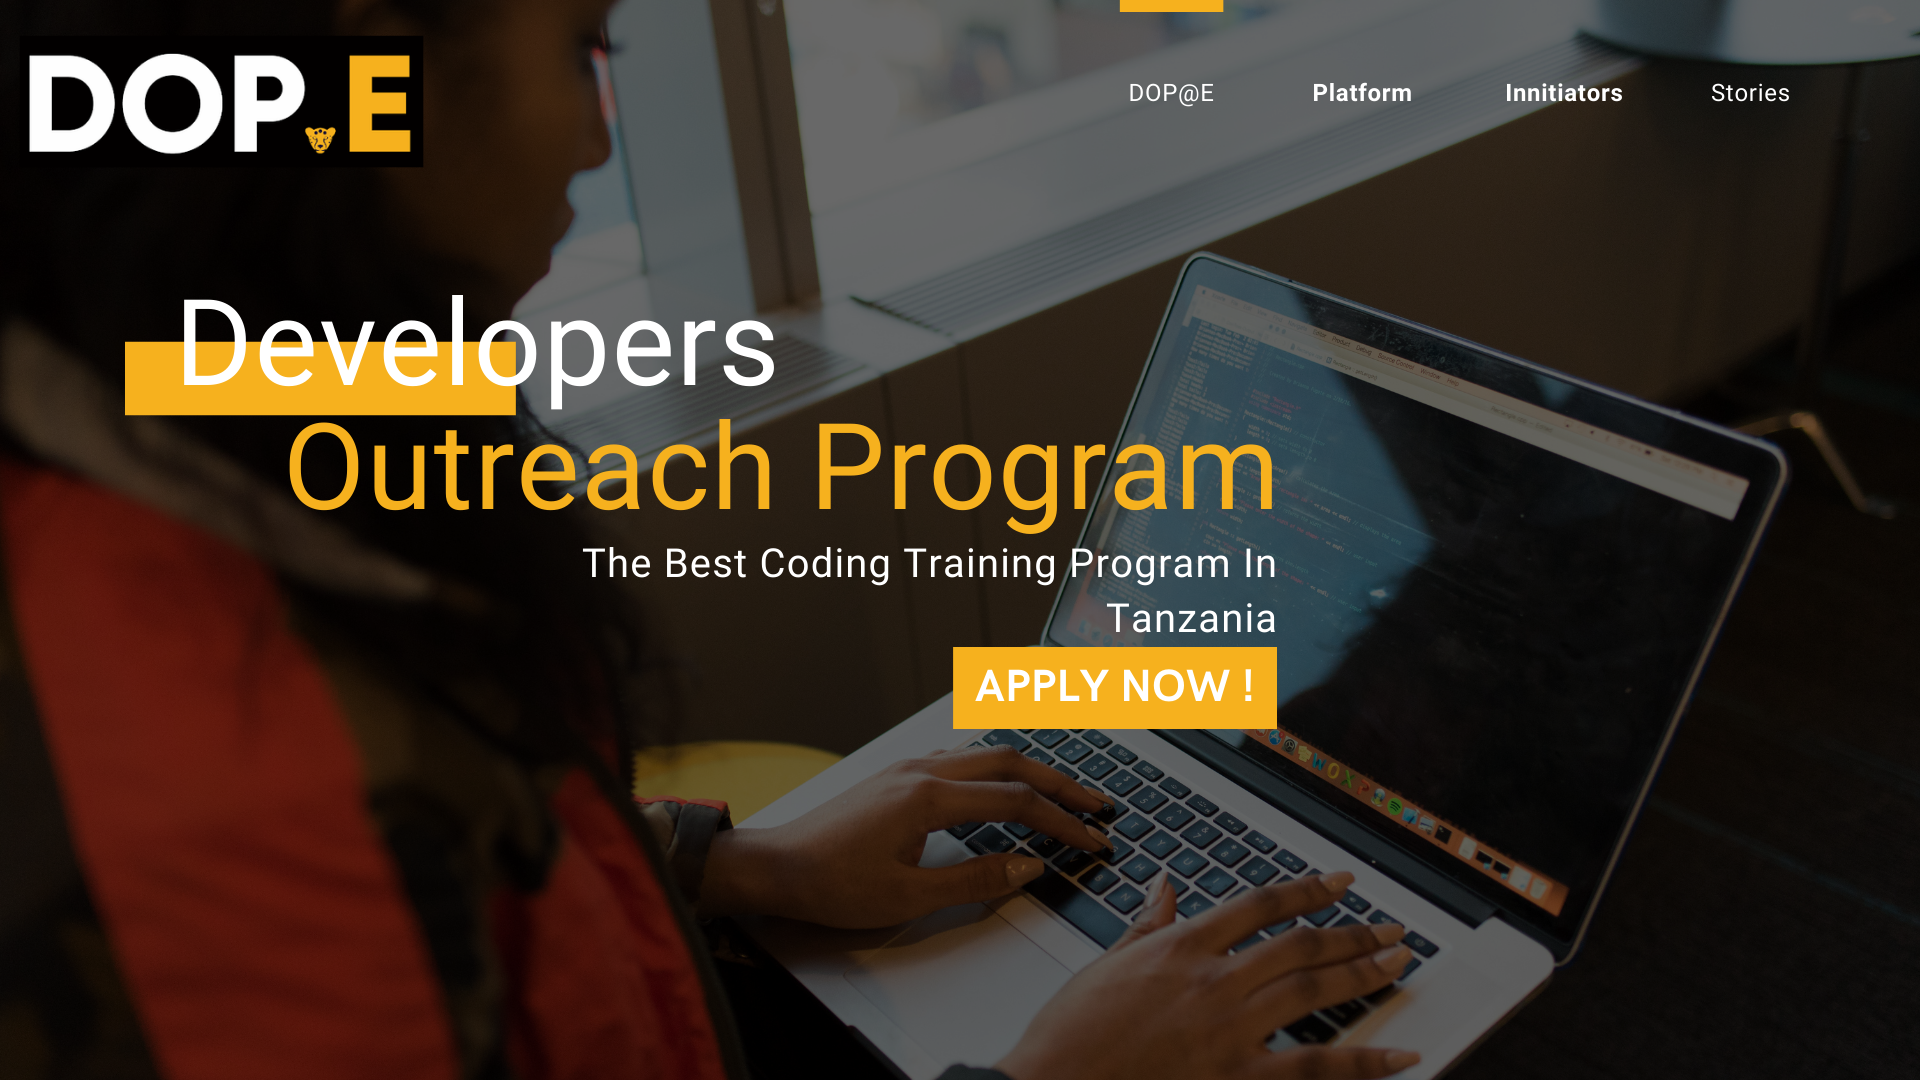 DOP.E
DOP@E
Platform
Innitiators
Stories
Developers
Outreach Program
The Best Coding Training Program In
Tanzania
APPLY NOW !